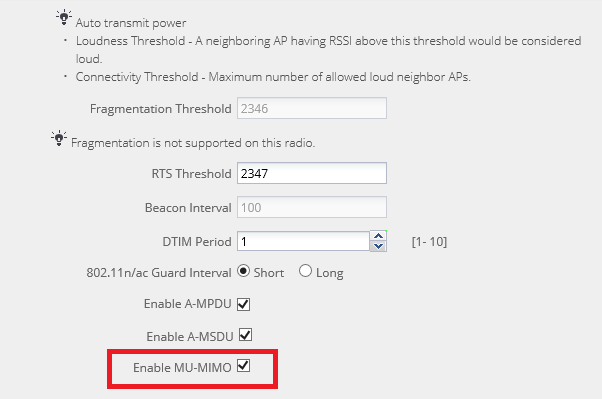 Auto transmit power
· Loudness Threshold - A neighboring AP having RSSI above this threshold would be considered
loud.
· Connectivity Threshold - Maximum number of allowed loud neighbor APs.
Fragmentation Threshold 2346
Fragmentation is not supported on this radio.
RTS Threshold 2347
Beacon Interval 100
DTIM Period 1 [1- 10]
802.11n/ac Guard Interval Short Long
Enable A-MPDU
Enable A-MSDU
Enable MU-MIMO